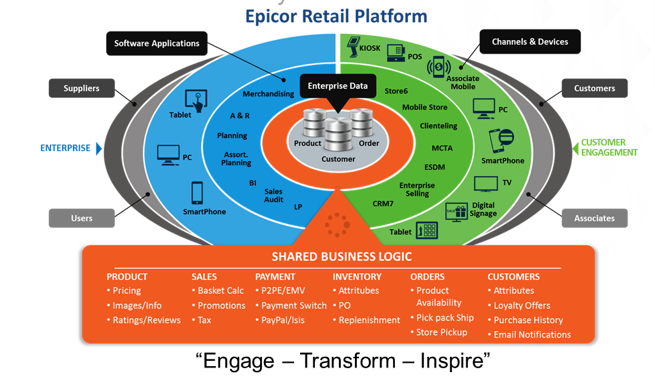 Epicor Retail Platform
Software Applications
Channels & Devices
Enterprise Data
Suppliers
Users
Customers
Associates
ENTERPRISE
CUSTOMER
ENGAGEMENT
Tablet
PC
SmartPhone
Merchandising
A & R
Planning
Assort.
Planning
BI
Sales
Audit
LP
Product
Order
Customer
Store6
Mobile Store
Clienteling
MCTA
ESDM
Enterprise
Selling
CRM7
KIOSK
POS
Associate
Mobile
PC
SmartPhone
TV
Digital
Signage
Tablet
SHARED BUSINESS LOGIC
PRODUCT
• Pricing
• Images/Info
• Ratings/Reviews
SALES
• Basket Calc
• Promotions
• Tax
PAYMENT
• P2PE/EMV
• Payment Switch
• PayPal/Isis
INVENTORY
• Attritubes
• PO
• Replenishment
ORDERS
• Product
Availability
• Pick pack Ship
• Store Pickup
CUSTOMERS
• Attributes
• Loyalty Offers
• Purchase History
• Email Notifications
“Engage – Transform – Inspire”